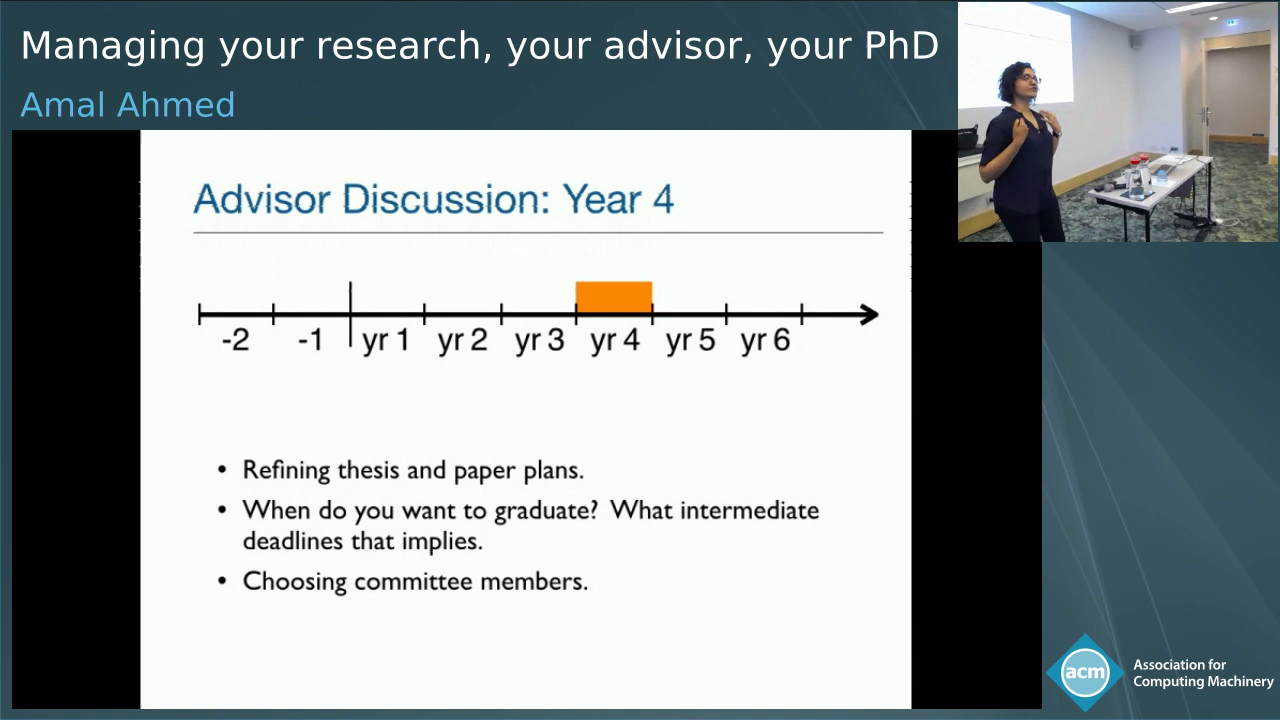 Managing your research, your advisor, your PhD
Amal Ahmed
Advisor Discussion: Year 4
-2 -1 yr 1 yr 2 yr 3 yr 4 yr 5 yr 6
• Refining thesis and paper plans.
• When do you want to graduate? What intermediate
deadlines that implies.
• Choosing committee members.
acm
Association for
Computing Machinery